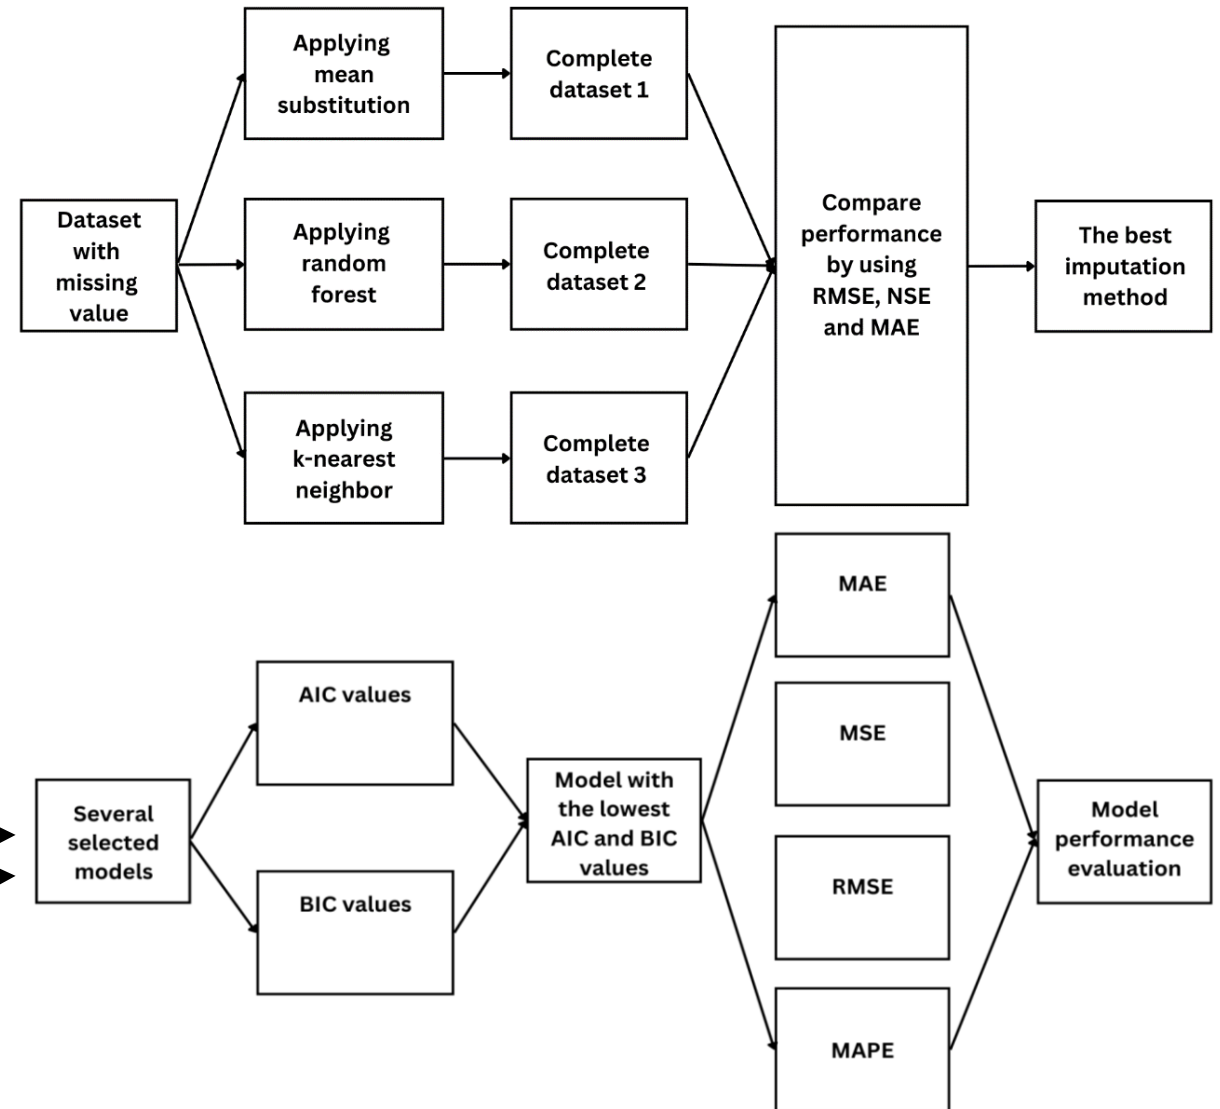 Dataset
with
missing
value
Applying
mean
substitution
Complete
dataset 1
Applying
random
forest
Complete
dataset 2
Applying
k-nearest
neighbor
Complete
dataset 3
Compare
performance
by using
RMSE, NSE
and MAE
The best
imputation
method
Several
selected
models
AIC values
BIC values
Model with
the lowest
AIC and BIC
values
MAE
MSE
RMSE
MAPE
Model
performance
evaluation